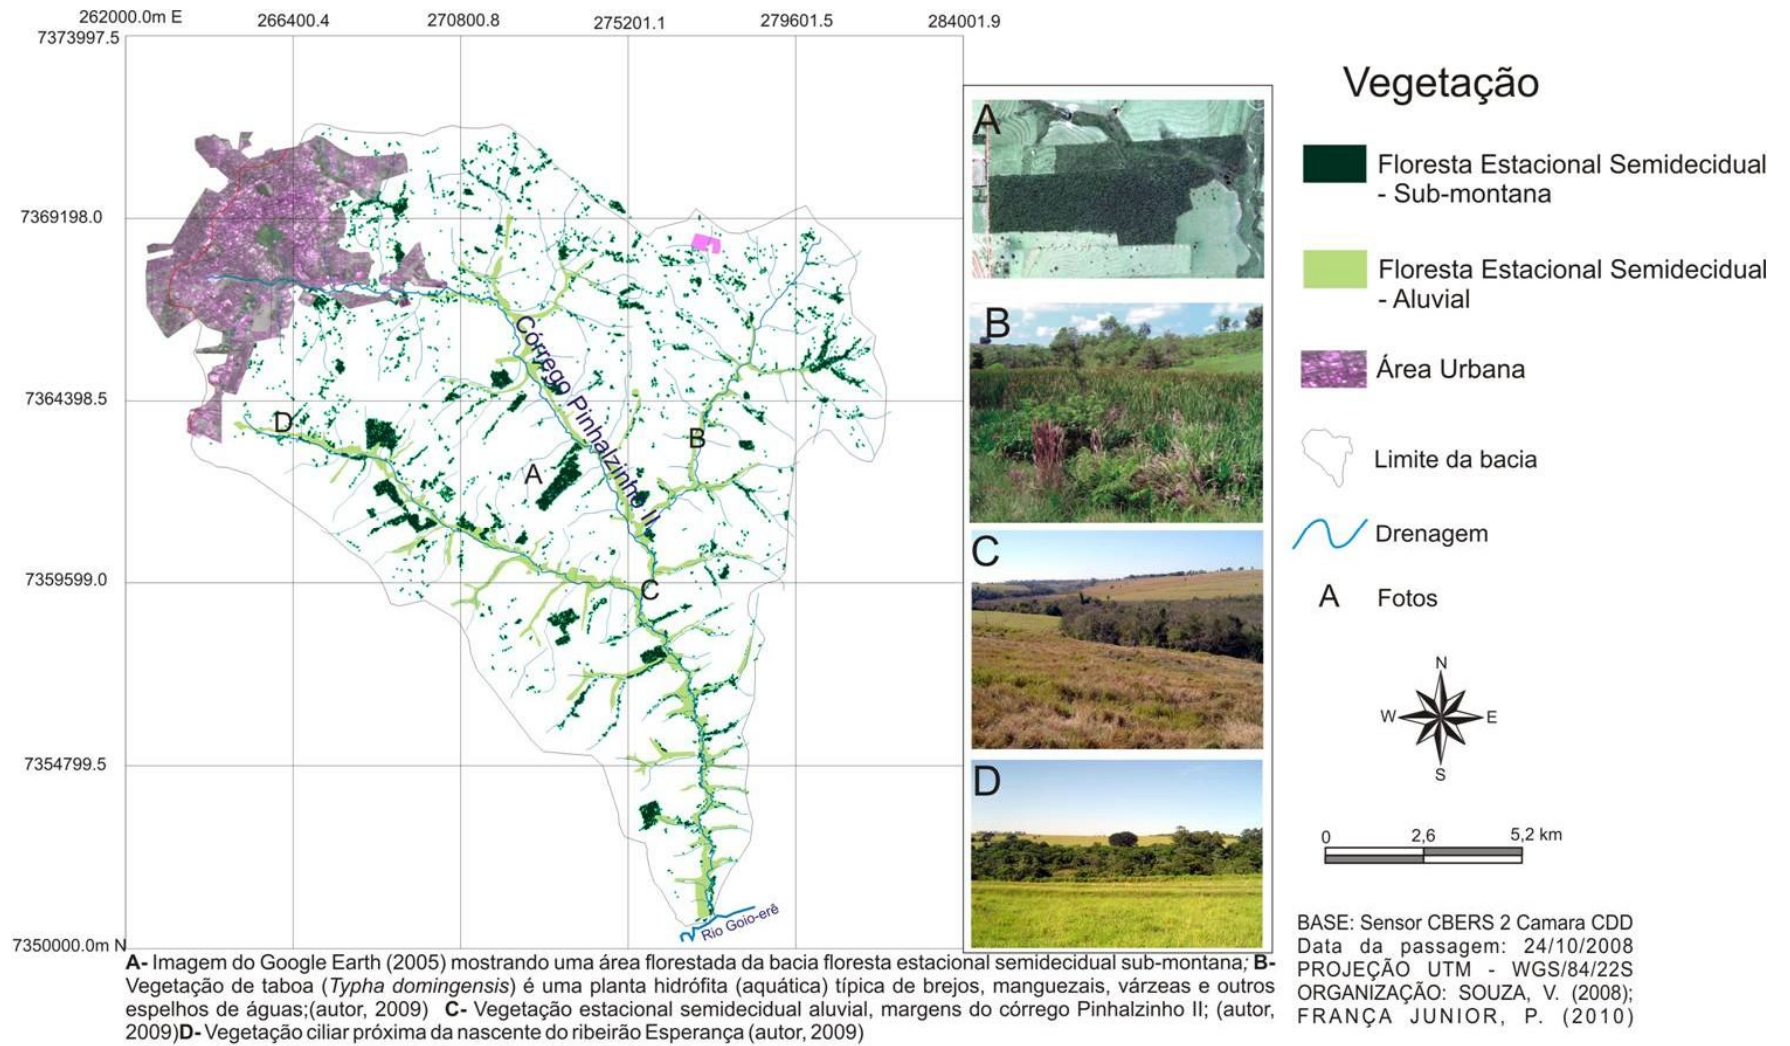 262000.0m E
266400.4
270800.8
275201.1
279601.5
284001.9
7373997.5
7369198.0
7364398.5
7359599.0
7354799.5
7350000.0m N
D
A
B
C
Córrego Pinhalzinho II
Rio Goio-erê
A
B
C
D
Vegetação
Floresta Estacional Semidecidual
- Sub-montana
Floresta Estacional Semidecidual
- Aluvial
Área Urbana
Limite da bacia
Drenagem
A Fotos
N
W E
S
0 2,6 5,2 km
BASE: Sensor CBERS 2 Camara CDD
Data da passagem: 24/10/2008
PROJEÇÃO UTM - WGS/84/22S
ORGANIZAÇÃO: SOUZA, V. (2008);
FRANÇA JUNIOR, P. (2010)
A- Imagem do Google Earth (2005) mostrando uma área florestada da bacia floresta estacional semidecidual sub-montana; B-
Vegetação de taboa (Typha domingensis) é uma planta hidrófita (aquática) típica de brejos, manguezais, várzeas e outros
espelhos de águas;(autor, 2009) C- Vegetação estacional semidecidual aluvial, margens do córrego Pinhalzinho II; (autor,
2009)D- Vegetação ciliar próxima da nascente do ribeirão Esperança (autor, 2009)